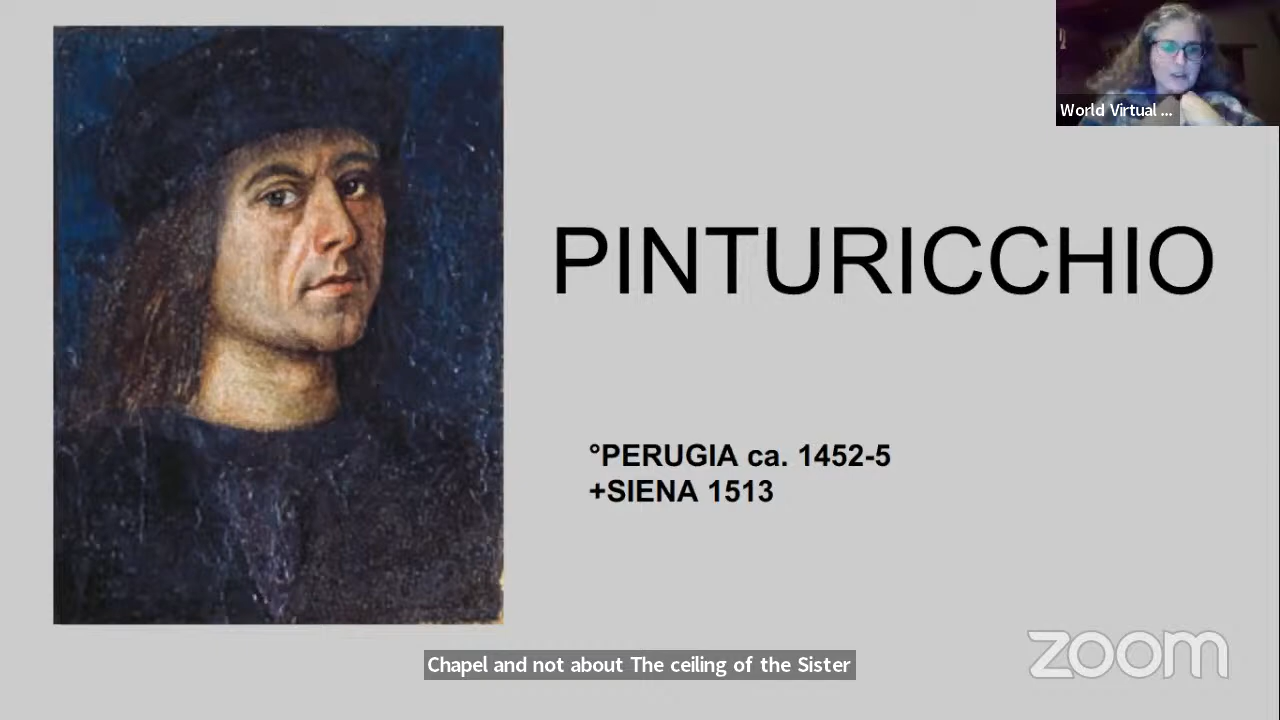 World Virtual ...
PINTURICCHIO
°PERUGIA ca. 1452-5
+SIENA 1513
Chapel and not about The ceiling of the Sister
zoom